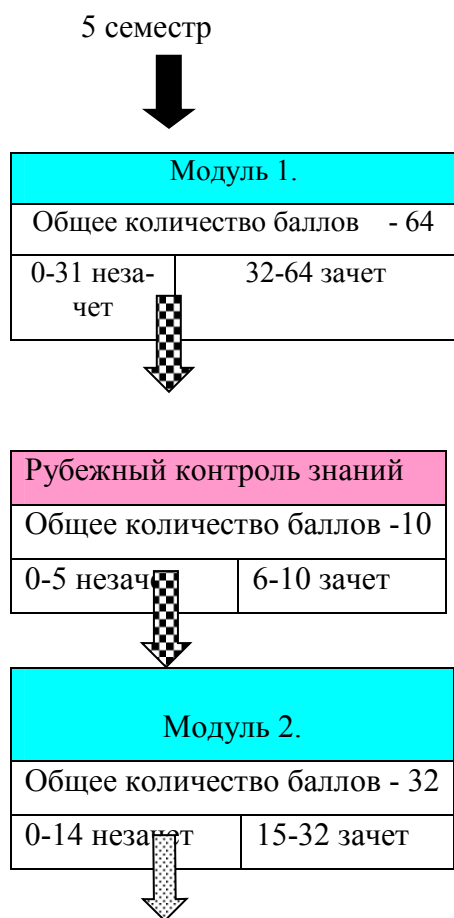 5 семестр
Модуль 1.
Общее количество баллов - 64
0-31 неза-
чет
32-64 зачет
Рубежный контроль знаний
Общее количество баллов -10
0-5 незачет
6-10 зачет
Модуль 2.
Общее количество баллов - 32
0-14 незачет
15-32 зачет